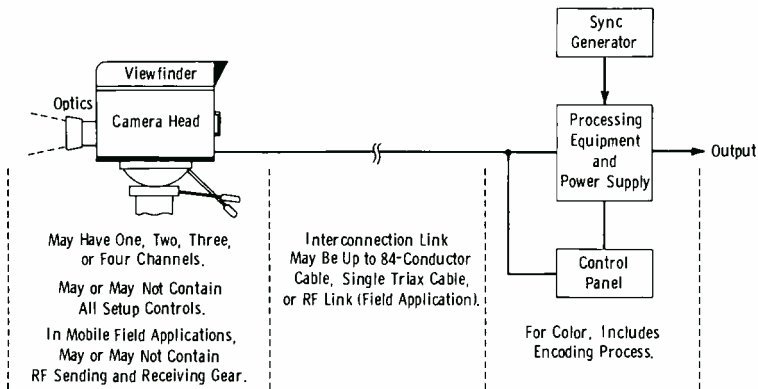 Sync
Generator
Viewfinder
Optics
Camera Head
Processing
Equipment
and
Power Supply
Output
May Have One, Two, Three,
or Four Channels.
May or May Not Contain
All Setup Controls.
In Mobile Field Applications,
May or May Not Contain
RF Sending and Receiving Gear.
Interconnection Link
May Be Up to 84-Conductor
Cable, Single Triax Cable,
or RF Link (Field Application).
Control
Panel
For Color, Includes
Encoding Process.